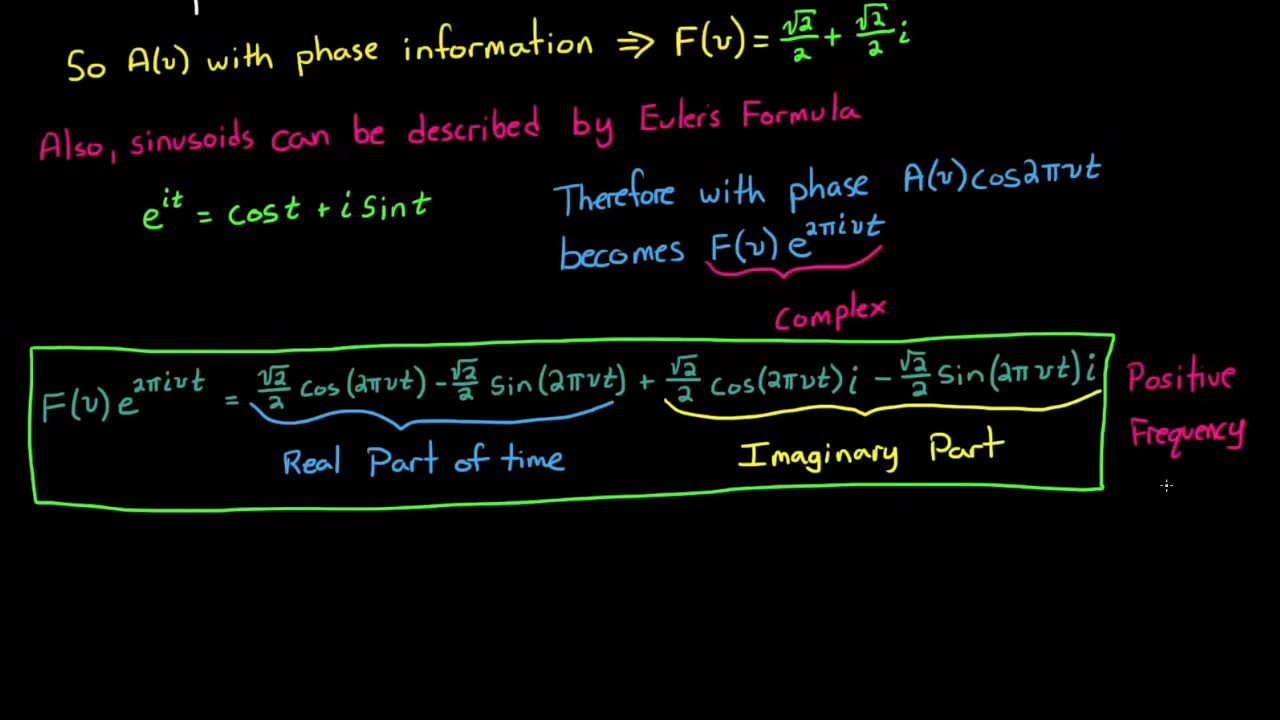 So A(ν) with phase information ⇒ F(ν) = √2/2 + √2/2 i
Also, sinusoids can be described by Euler's Formula
e^{it} = cos t + i sin t
Therefore with phase A(ν)cos2πνt
becomes F(ν) e^{2πiνt}
Complex
F(ν) e^{2πiνt} = √2/2 cos(2πνt) - √2/2 sin(2πνt) + √2/2 cos(2πνt) i - √2/2 sin(2πνt) i
Real Part of time
Imaginary Part
Positive
Frequency